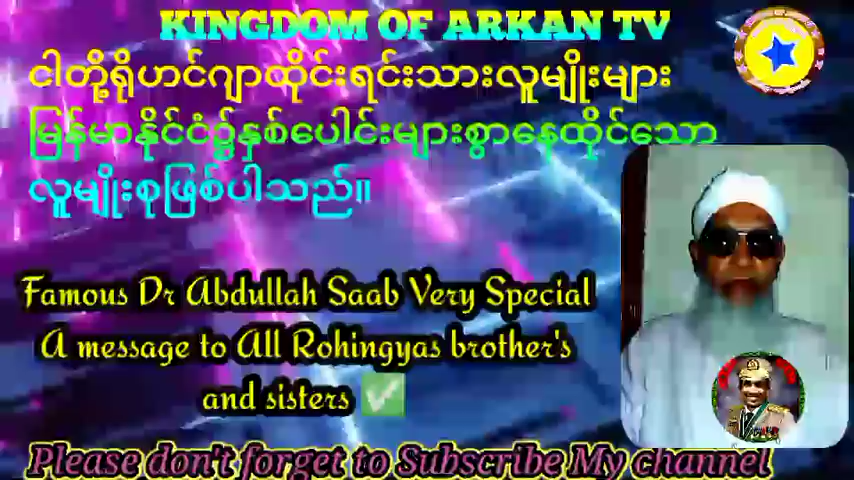 KINGDOM OF ARKAN TV
ငါတို့ရိုဟင်ဂျာထိုင်းရင်းသားလူမျိုးများ
မြန်မာနိုင်ငံ၌နှစ်ပေါင်းများစွာနေထိုင်သော
လူမျိုးစုဖြစ်ပါသည်။
Famous Dr Abdullah Saab Very Special
A message to All Rohingyas brother's
and sisters ✅
Please don't forget to Subscribe My channel